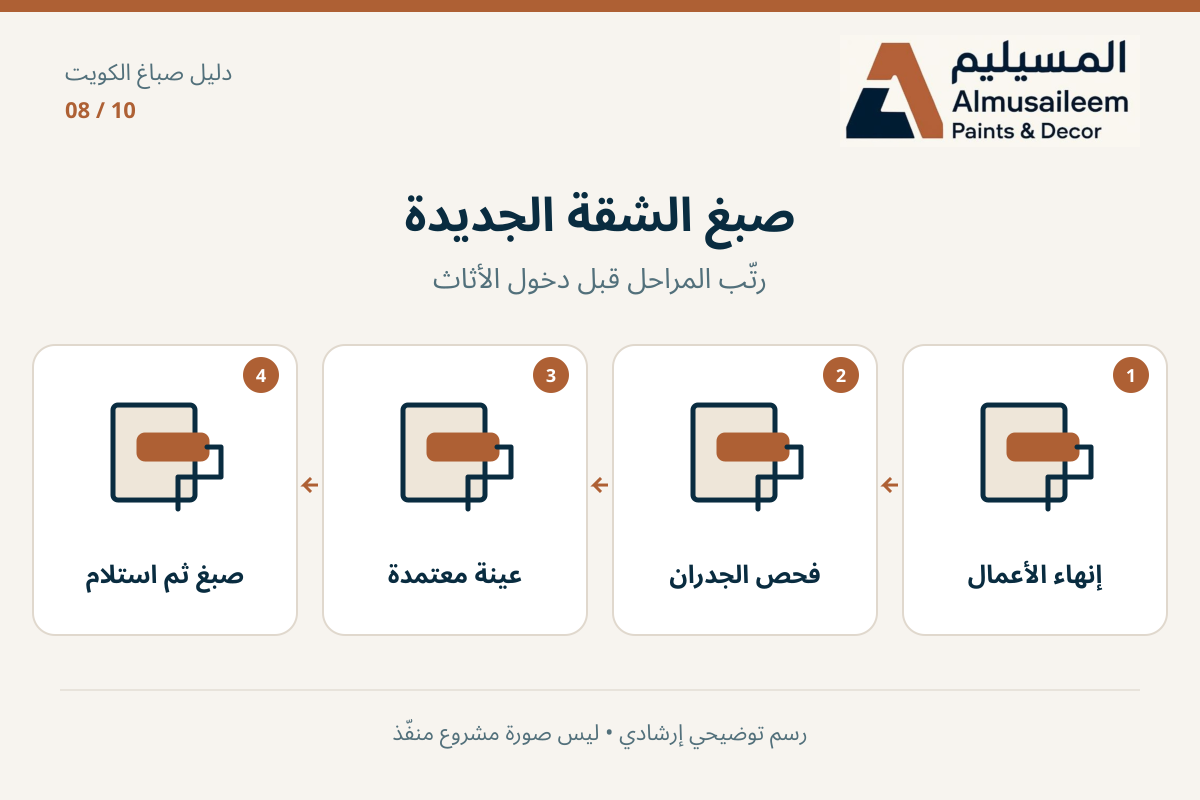 المسيليم
Almusaileem
Paints & Decor
دليل صباغ الكويت
08 / 10
صبغ الشقة الجديدة
رتّب المراحل قبل دخول الأثاث
1
إنهاء الأعمال
2
فحص الجدران
3
عينة معتمدة
4
صبغ ثم استلام
رسم توضيحي إرشادي • ليس صورة مشروع منفّذ